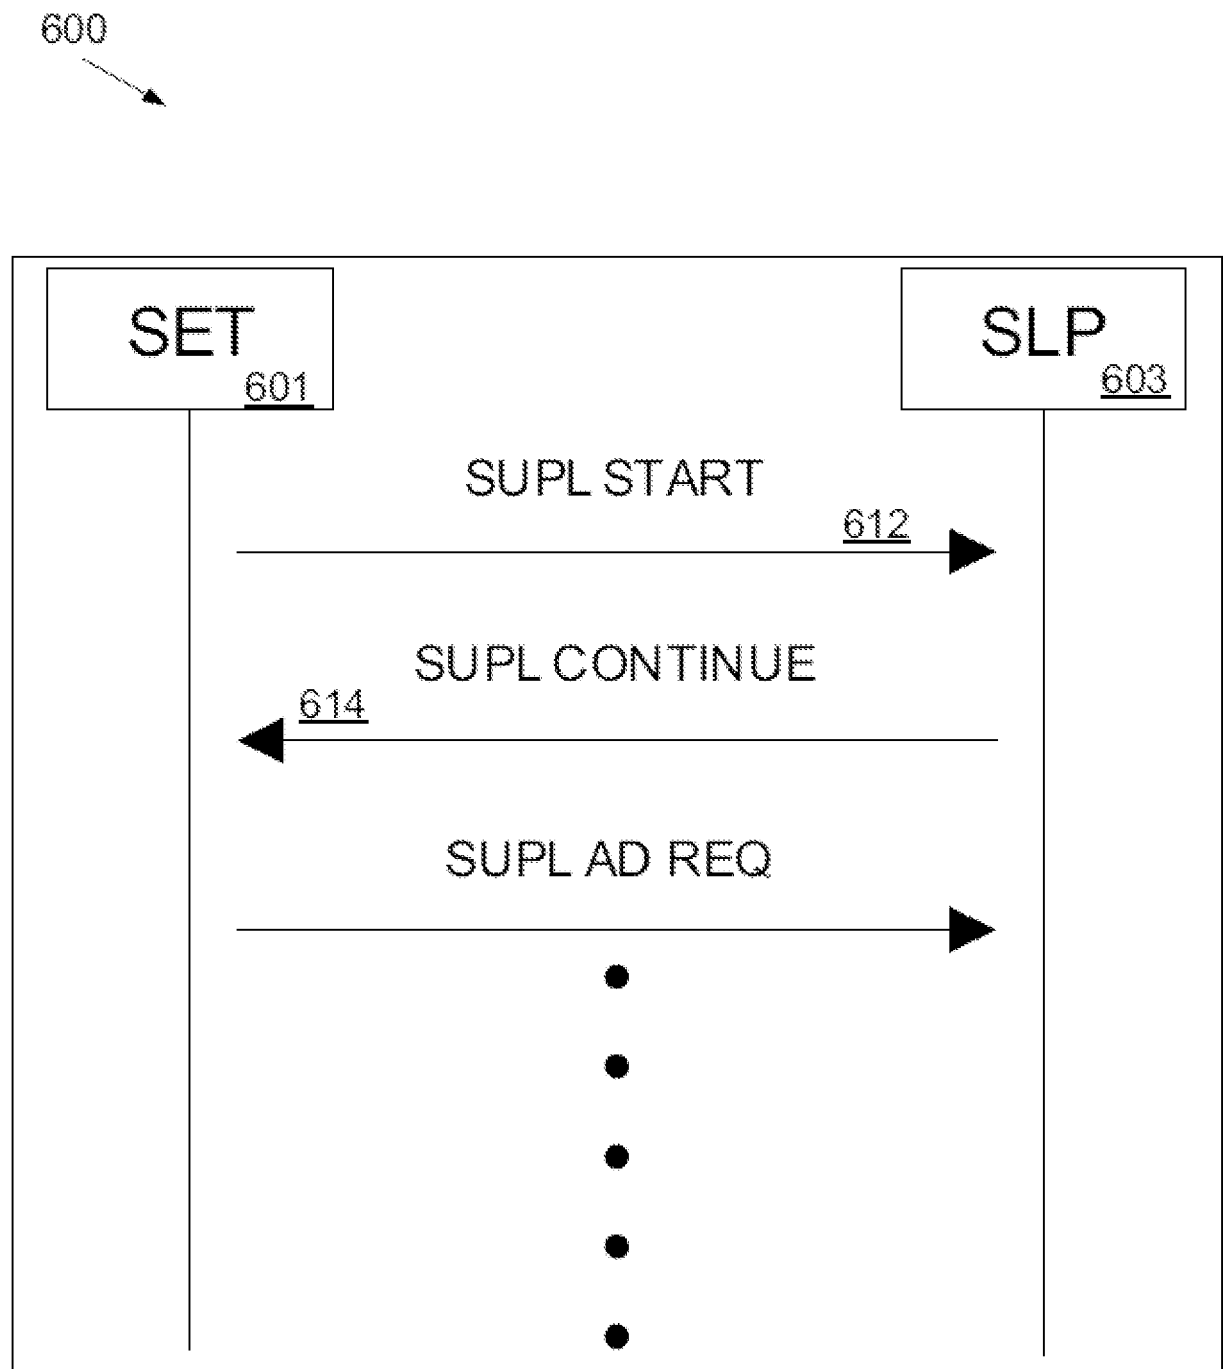 600
SET
601
SLP
603
SUPL START
612
SUPL CONTINUE
614
SUPL AD REQ